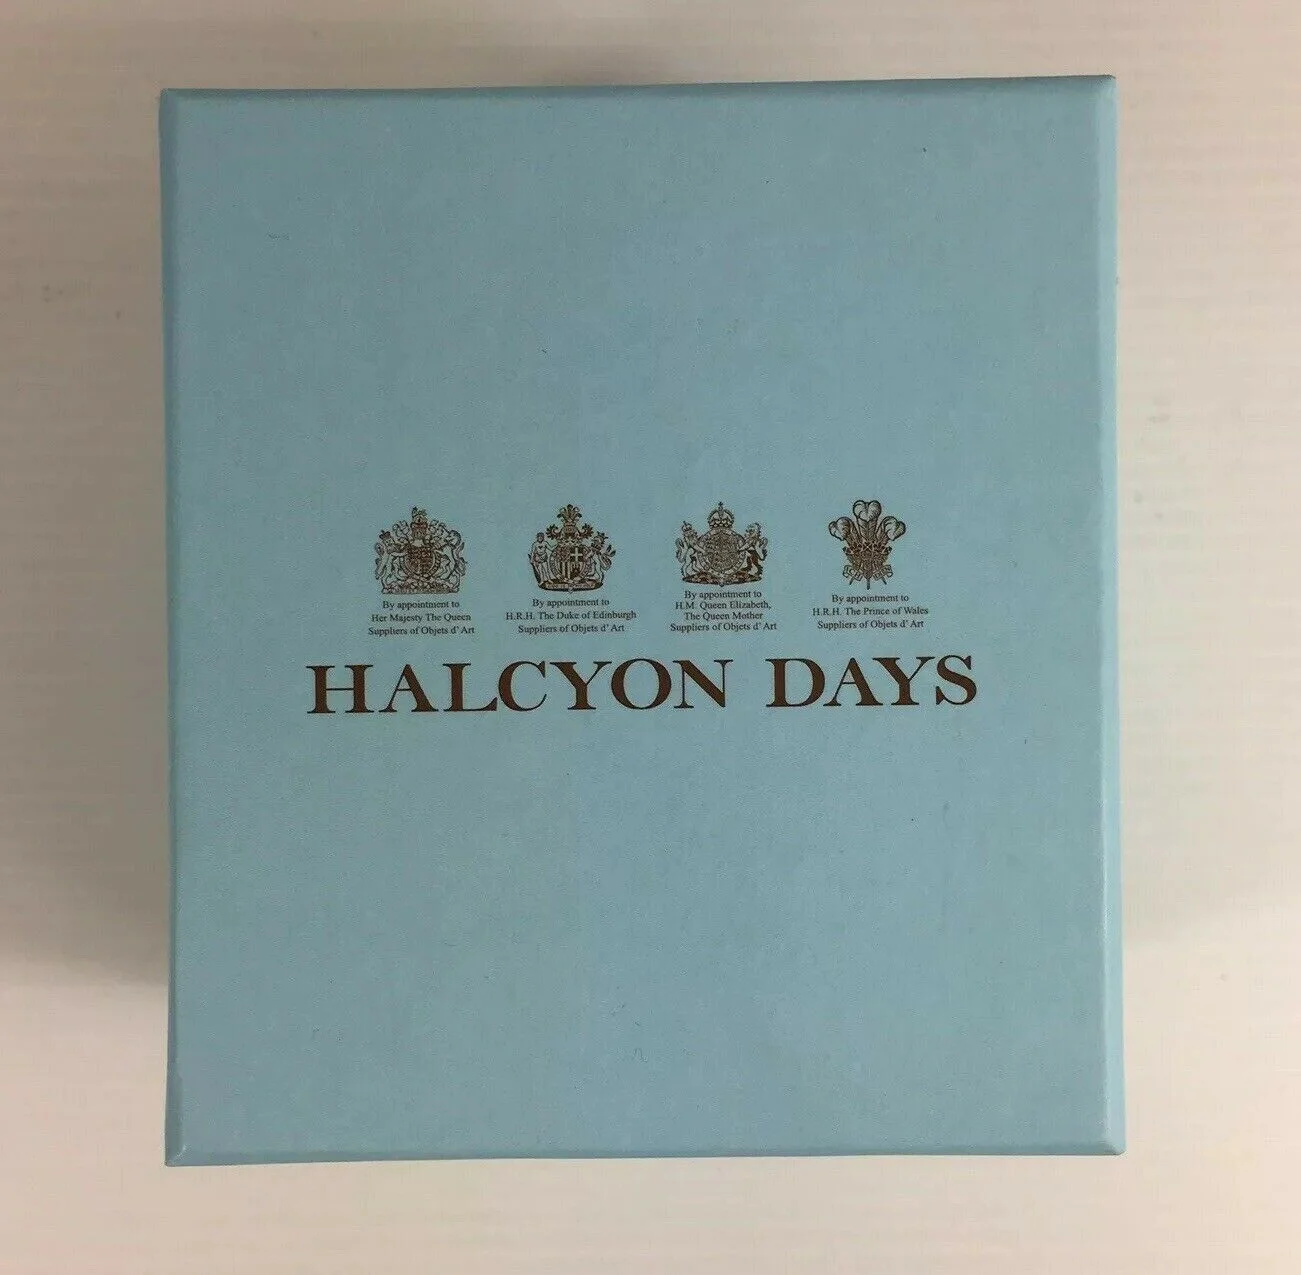 By appointment to
Her Majesty The Queen
Suppliers of Objets d' Art
By appointment to
H.R.H. The Duke of Edinburgh
Suppliers of Objets d' Art
By appointment to
H.M. Queen Elizabeth,
The Queen Mother
Suppliers of Objets d' Art
By appointment to
H.R.H. The Prince of Wales
Suppliers of Objets d' Art
HALCYON DAYS